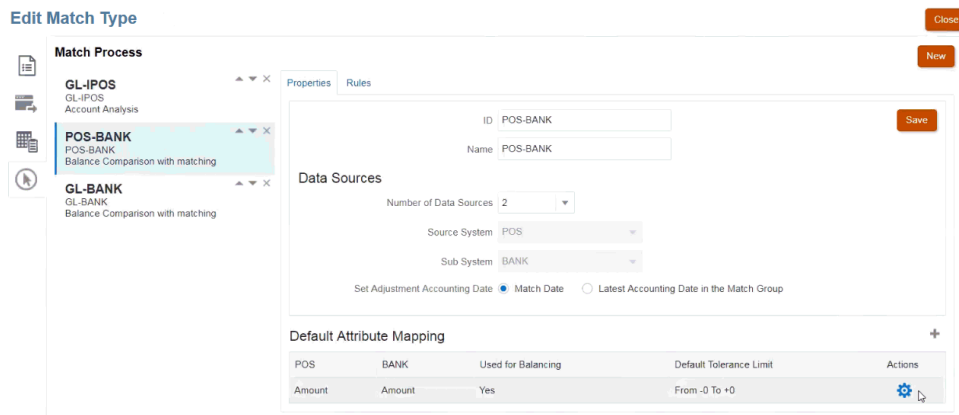 Edit Match Type
Close
Match Process
New
GL-IPOS
GL-IPOS
Account Analysis
POS-BANK
POS-BANK
Balance Comparison with matching
GL-BANK
GL-BANK
Balance Comparison with matching
Properties Rules
ID POS-BANK
Save
Name POS-BANK
Data Sources
Number of Data Sources 2
Source System POS
Sub System BANK
Set Adjustment Accounting Date Match Date Latest Accounting Date in the Match Group
Default Attribute Mapping
POS BANK Used for Balancing Default Tolerance Limit Actions
Amount Amount Yes From -0 To +0